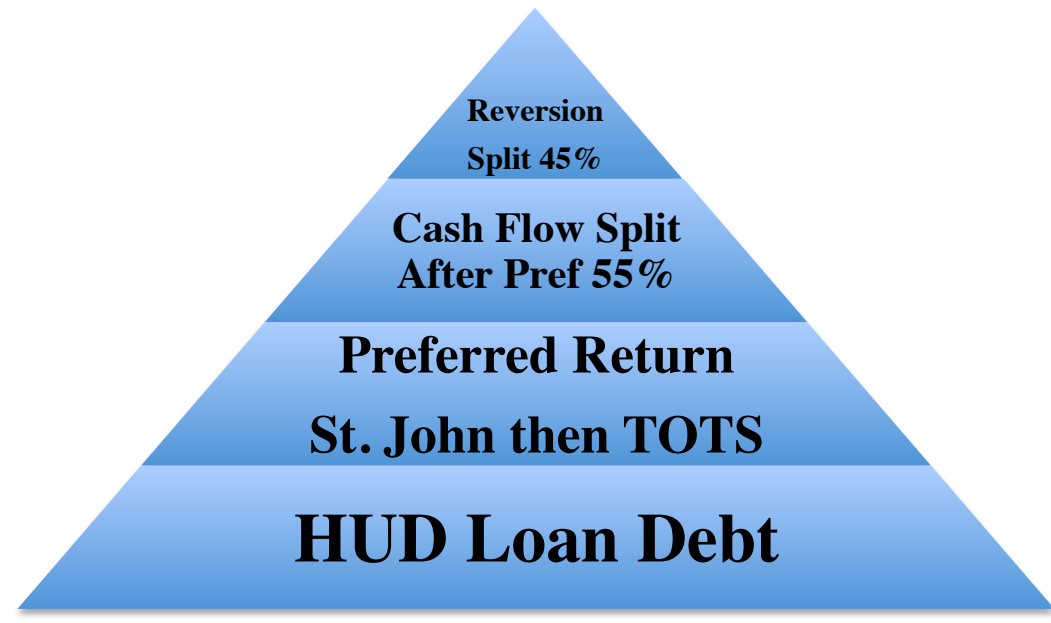 Reversion
Split 45%
Cash Flow Split
After Pref 55%
Preferred Return
St. John then TOTS
HUD Loan Debt